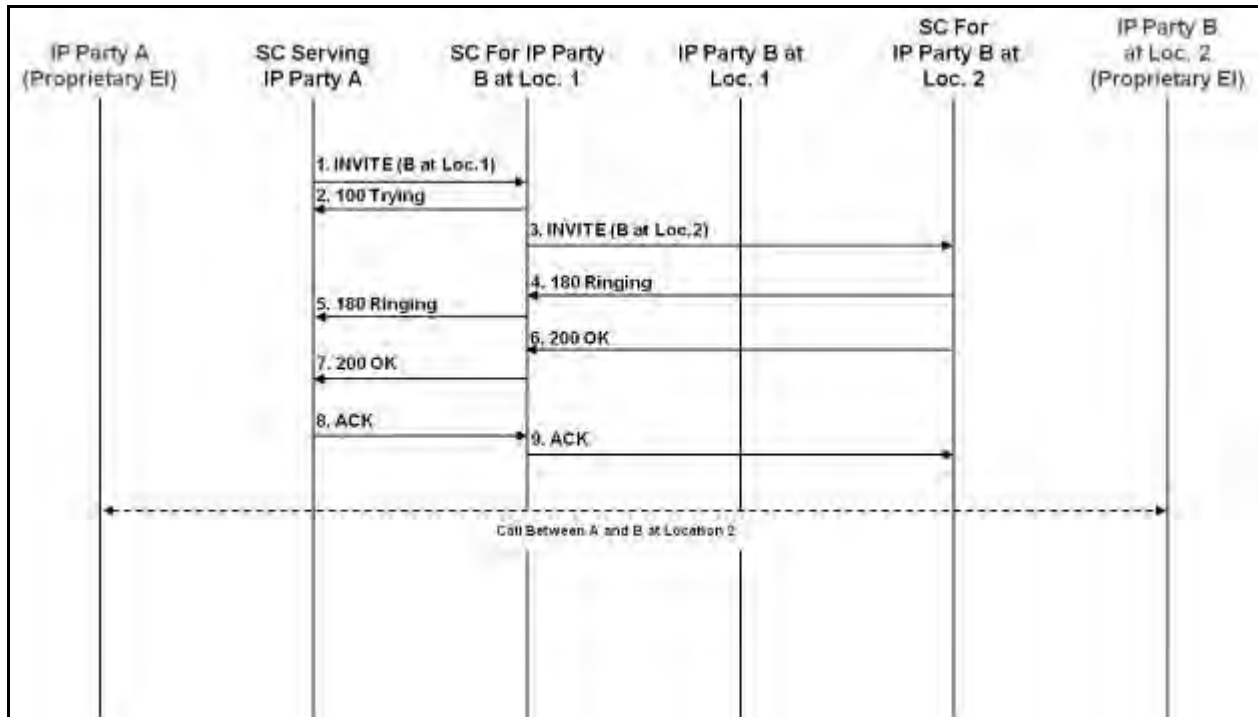 IP Party A
(Proprietary EI)
SC Serving
IP Party A
SC For IP Party
B at Loc. 1
IP Party B at
Loc. 1
SC For
IP Party B at
Loc. 2
IP Party B
at Loc. 2
(Proprietary EI)
1. INVITE (B at Loc.1)
2. 100 Trying
3. INVITE (B at Loc.2)
4. 180 Ringing
5. 180 Ringing
6. 200 OK
7. 200 OK
8. ACK
9. ACK
Call Between A and B at Location 2